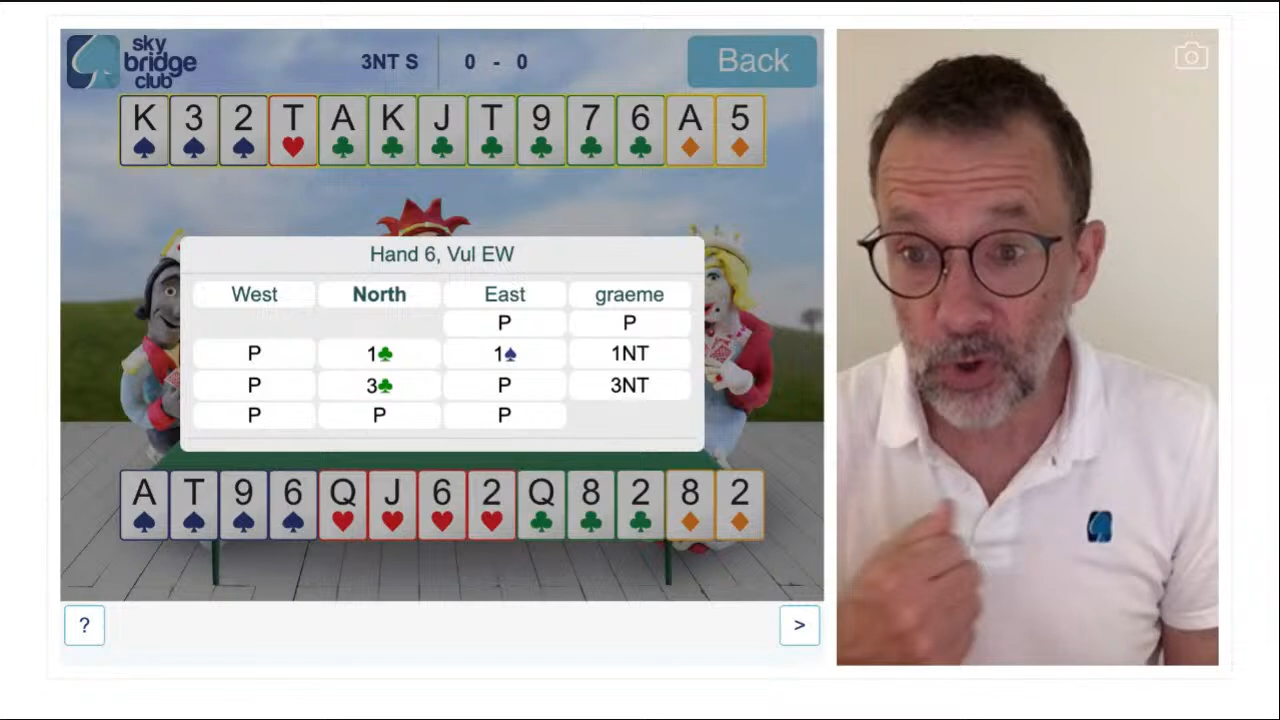 sky
bridge
club
3NT S
0 - 0
Back
K♠ 3♠ 2♠ T♥ A♣ K♣ J♣ T♣ 9♣ 7♣ 6♣ A♦ 5♦
Hand 6, Vul EW
West North East graeme
P P
P 1♣ 1♠ 1NT
P 3♣ P 3NT
P P P
A♠ T♠ 9♠ 6♠ Q♥ J♥ 6♥ 2♥ Q♣ 8♣ 2♣ 8♦ 2♦
? >